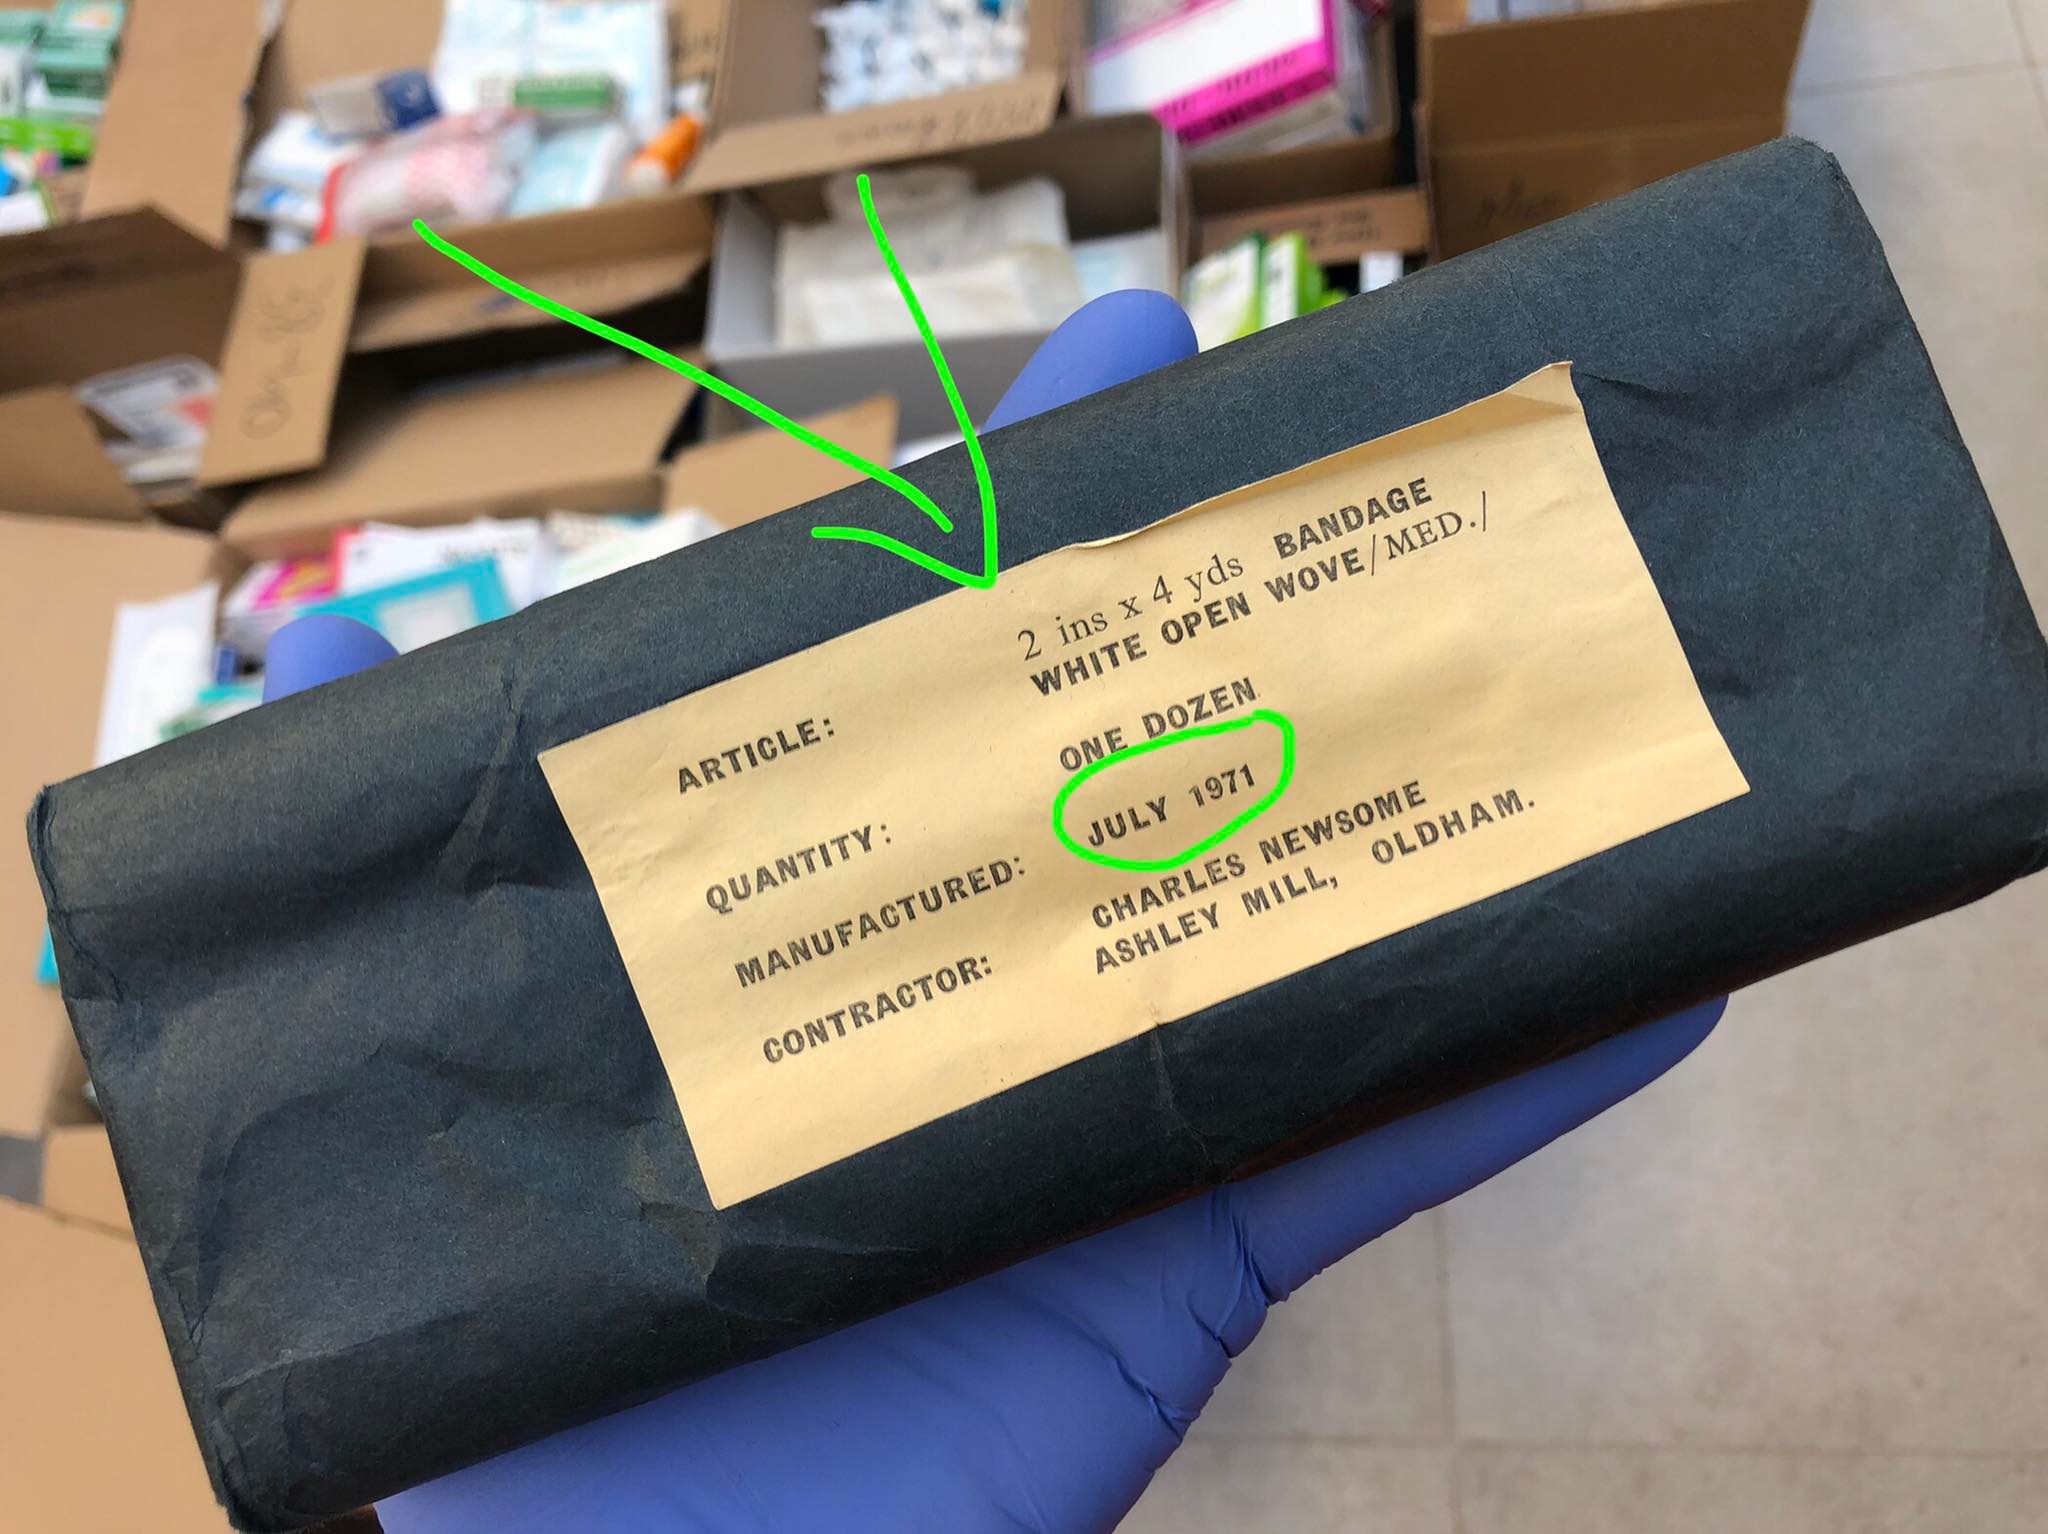 ARTICLE: 2 ins x 4 yds BANDAGE
WHITE OPEN WOVE/MED./
QUANTITY: ONE DOZEN
MANUFACTURED: JULY 1971
CONTRACTOR: CHARLES NEWSOME
ASHLEY MILL, OLDHAM.